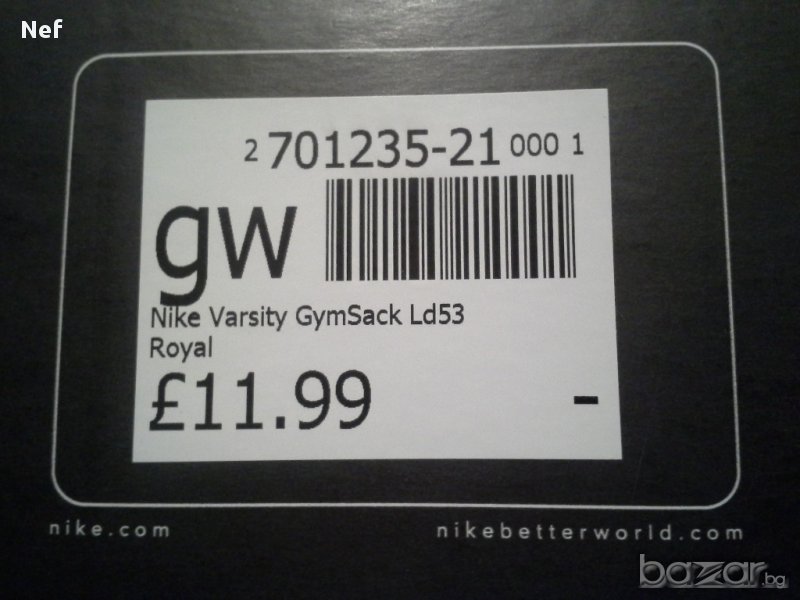 Nef
2 701235-21 000 1
gw
Nike Varsity GymSack Ld53
Royal
£11.99 -
nike.com
nikebetterworld.com
bazar.bg